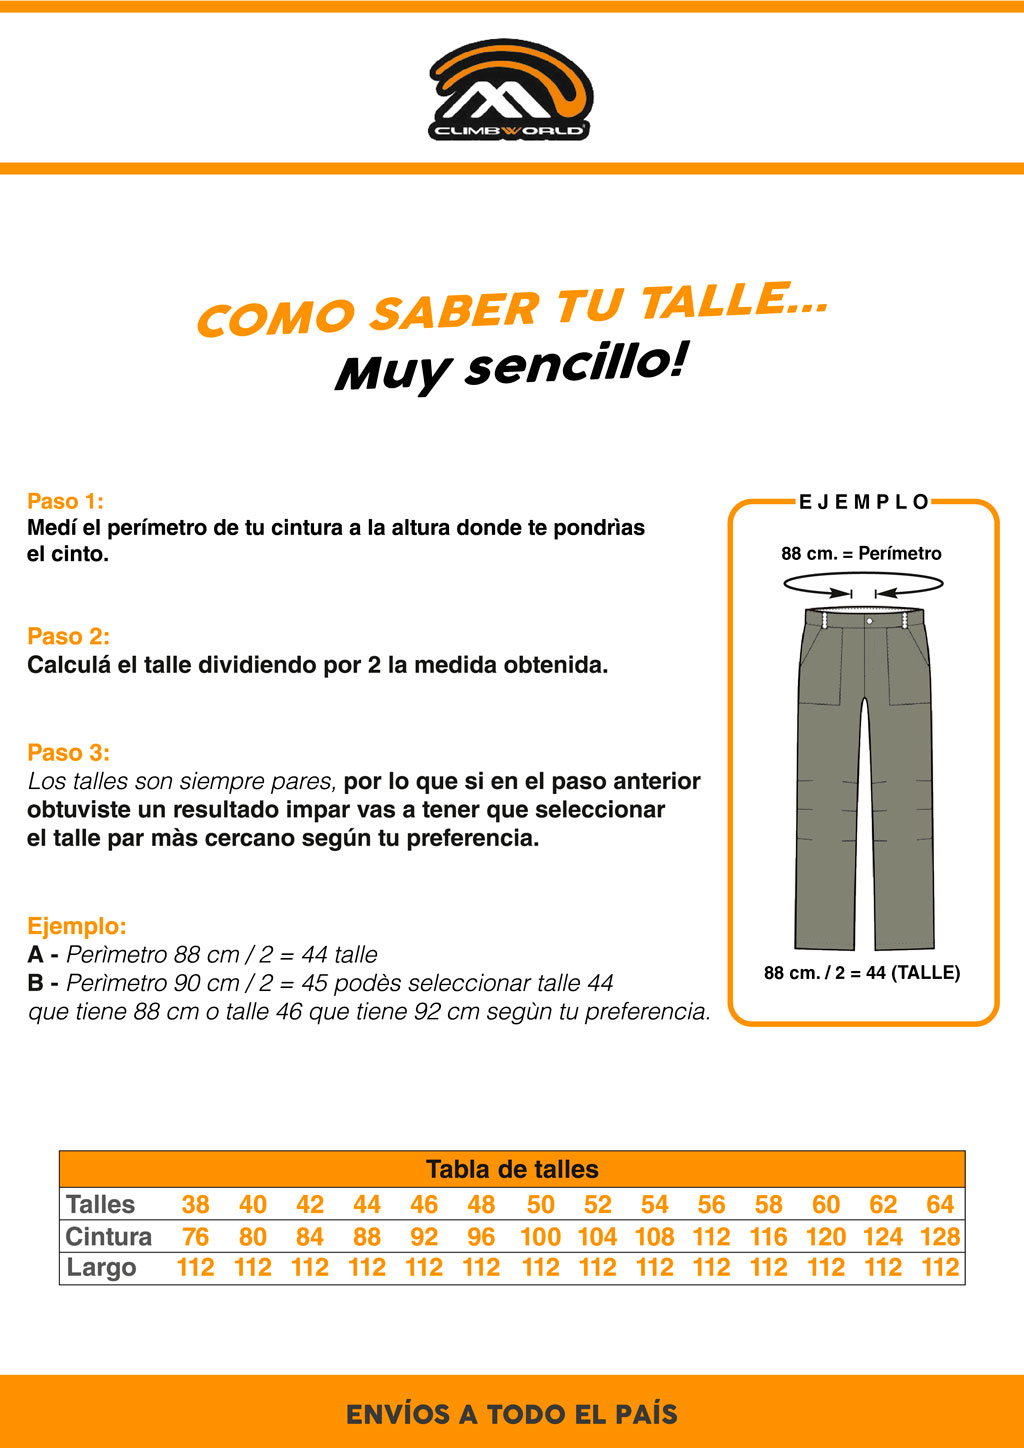 CLIMBWORLD
COMO SABER TU TALLE...
Muy sencillo!
Paso 1:
Medí el perímetro de tu cintura a la altura donde te pondrìas
el cinto.
Paso 2:
Calculá el talle dividiendo por 2 la medida obtenida.
Paso 3:
Los talles son siempre pares, por lo que si en el paso anterior
obtuviste un resultado impar vas a tener que seleccionar
el talle par màs cercano según tu preferencia.
Ejemplo:
A - Perìmetro 88 cm / 2 = 44 talle
B - Perìmetro 90 cm / 2 = 45 podès seleccionar talle 44
que tiene 88 cm o talle 46 que tiene 92 cm segùn tu preferencia.
EJEMPLO
88 cm. = Perímetro
88 cm. / 2 = 44 (TALLE)
Tabla de talles
Talles 38 40 42 44 46 48 50 52 54 56 58 60 62 64
Cintura 76 80 84 88 92 96 100 104 108 112 116 120 124 128
Largo 112 112 112 112 112 112 112 112 112 112 112 112 112 112
ENVÍOS A TODO EL PAÍS